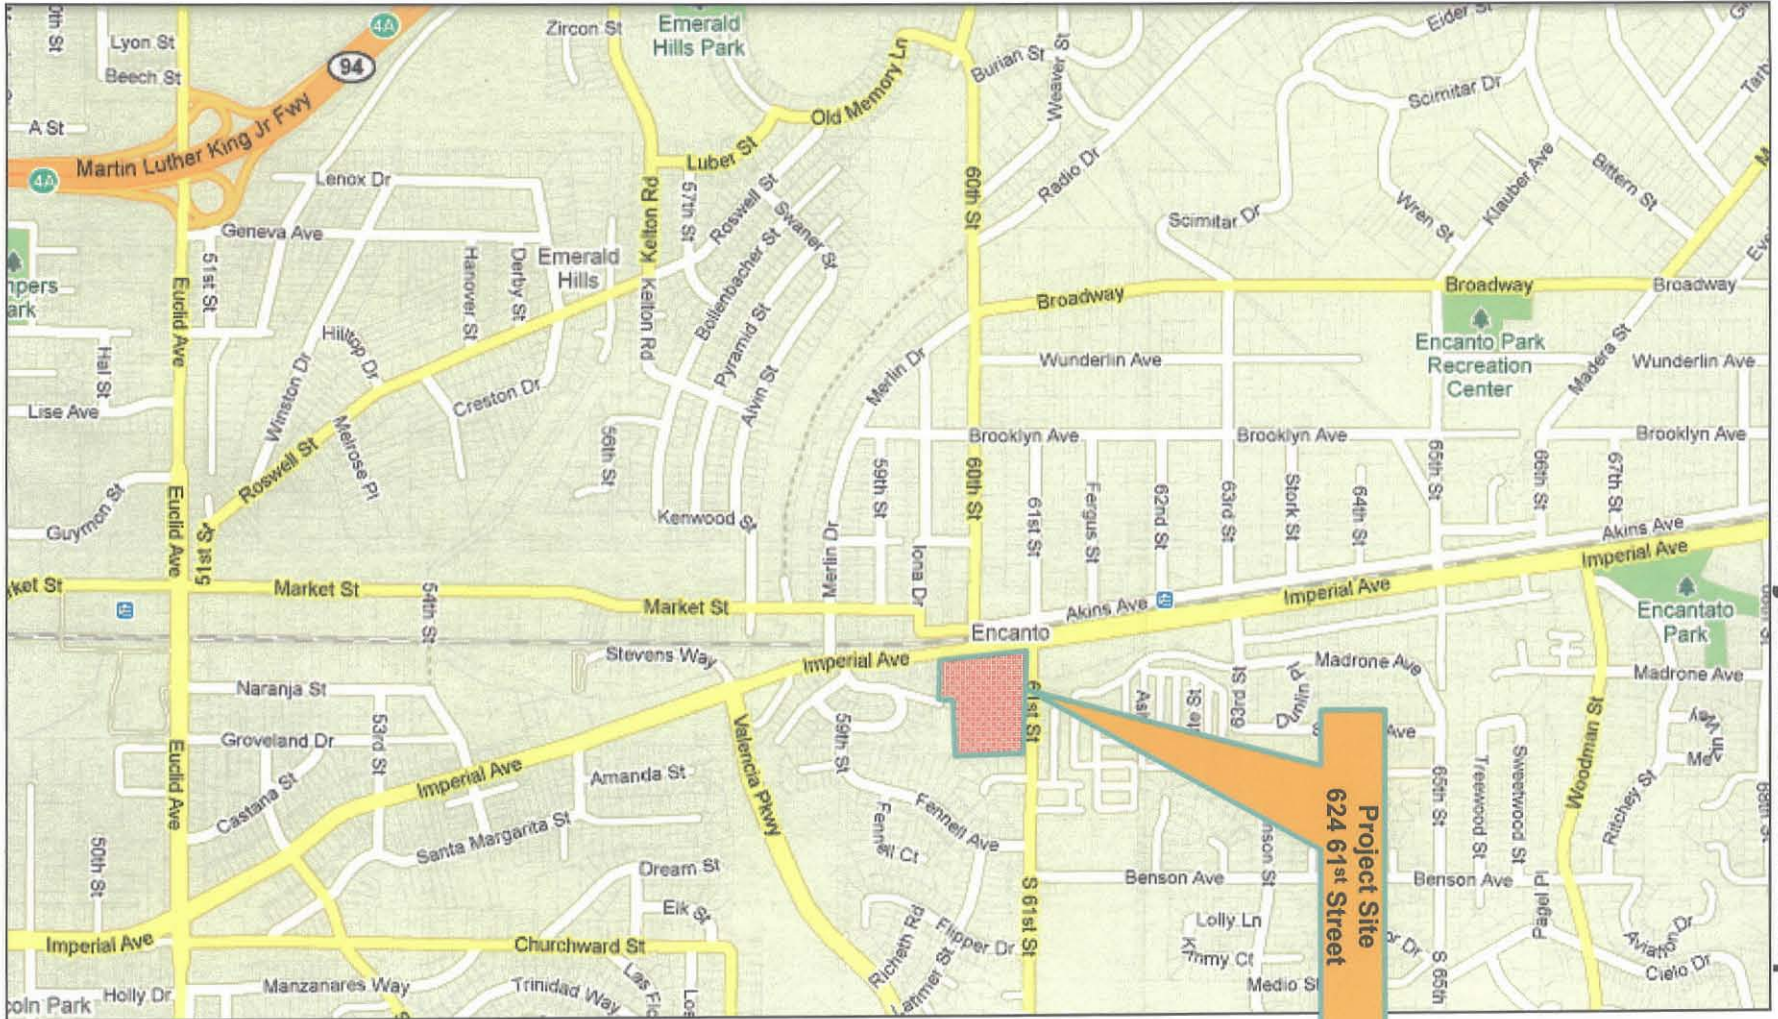 Zircon St
Emerald
Hills Park
Eider St
Lyon St
Beech St
4A
94
Burian St
Weaver St
Old Memory Ln
Scimitar Dr
A St
Martin Luther King Jr Fwy
4A
Luber St
Lenox Dr
Kelton Rd
57th St
Roswell St
Swaner St
60th St
Radio Dr
Klauber Ave
Bittern St
Wren St
Scimitar Dr
Geneva Ave
51st St
Hanover St
Derby St
Emerald
Hills
Bollenbacher St
Euclid Ave
Kelton Rd
Pyramid St
Broadway
Broadway
Broadway
Hilltop Dr
Winston Dr
Hal St
Creston Dr
Alvin St
Merlin Dr
Wunderlin Ave
Encanto Park
Recreation
Center
Madera St
Wunderlin Ave
Lise Ave
Roswell St
Melrose Pl
56th St
Brooklyn Ave
Brooklyn Ave
Brooklyn Ave
59th St
60th St
61st St
Fergus St
62nd St
63rd St
Stork St
64th St
65th St
66th St
67th St
Guymon St
Euclid Ave
51st St
Kenwood St
Merlin Dr
Iona Dr
Akins Ave
Imperial Ave
Market St
54th St
Market St
Akins Ave
Imperial Ave
Encanto
Encantato
Park
Stevens Way
Imperial Ave
Madrone Ave
Madrone Ave
Naranja St
53rd St
Groveland Dr
Euclid Ave
Valencia Pkwy
59th St
61st St
63rd St
Woodman St
Imperial Ave
Amanda St
Castana St
Santa Margarita St
Fennell Ave
Fennell Ct
65th St
Treewood St
Sweetwood St
Ritchey St
Project Site
624 61st Street
50th St
Dream St
Elk St
S 61st St
Benson Ave
Benson Ave
Pagel Pl
Imperial Ave
Churchward St
Richeth Rd
Flipper Dr
Latimer St
Lolly Ln
Aviation Dr
Cielo Dr
Holly Dr
Manzanares Way
Trinidad Way
S 65th